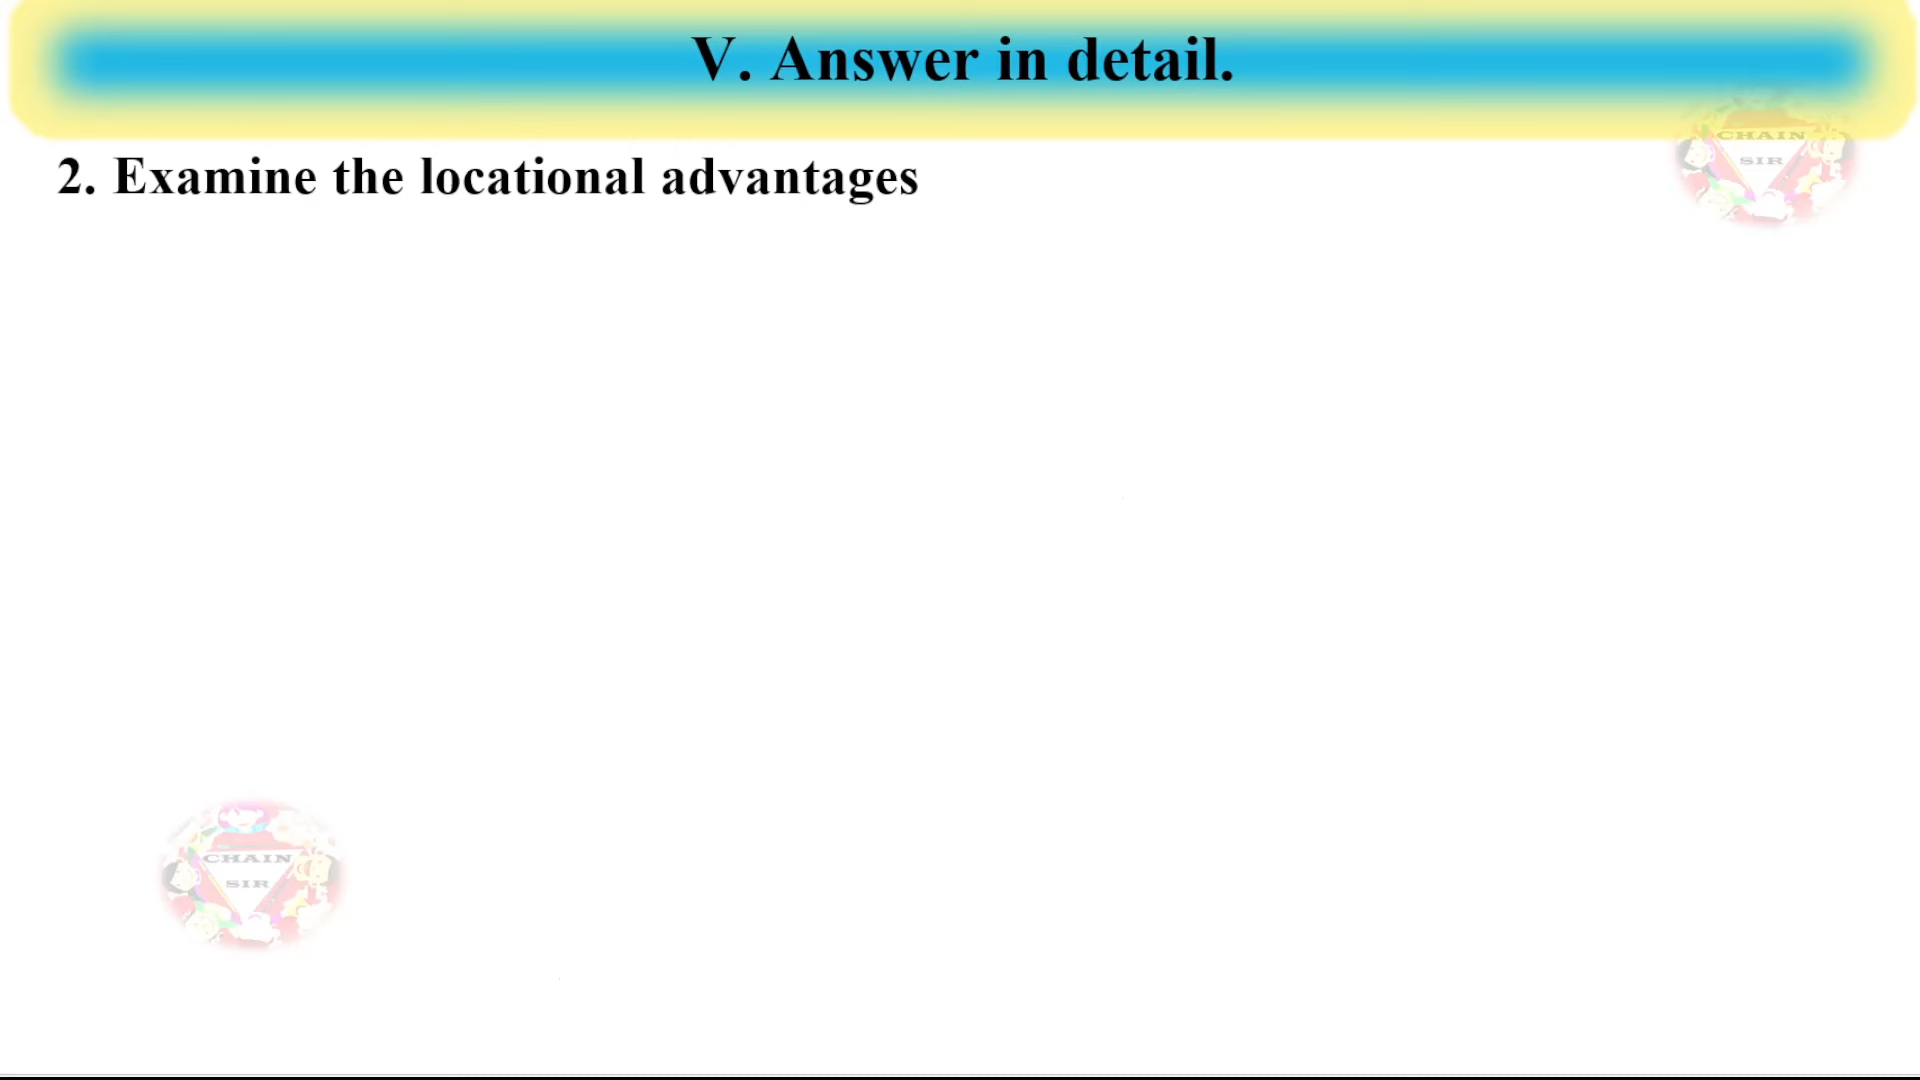 V. Answer in detail.
CHAIN
SIR
2. Examine the locational advantages
CHAIN
SIR